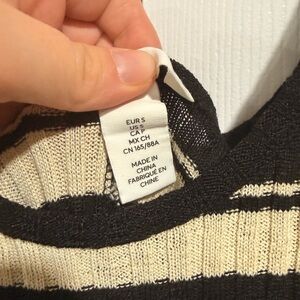 EUR S
US S
CA P
MX CH
CN 165/88A
MADE IN
CHINA
FABRIQUÉ EN
CHINE